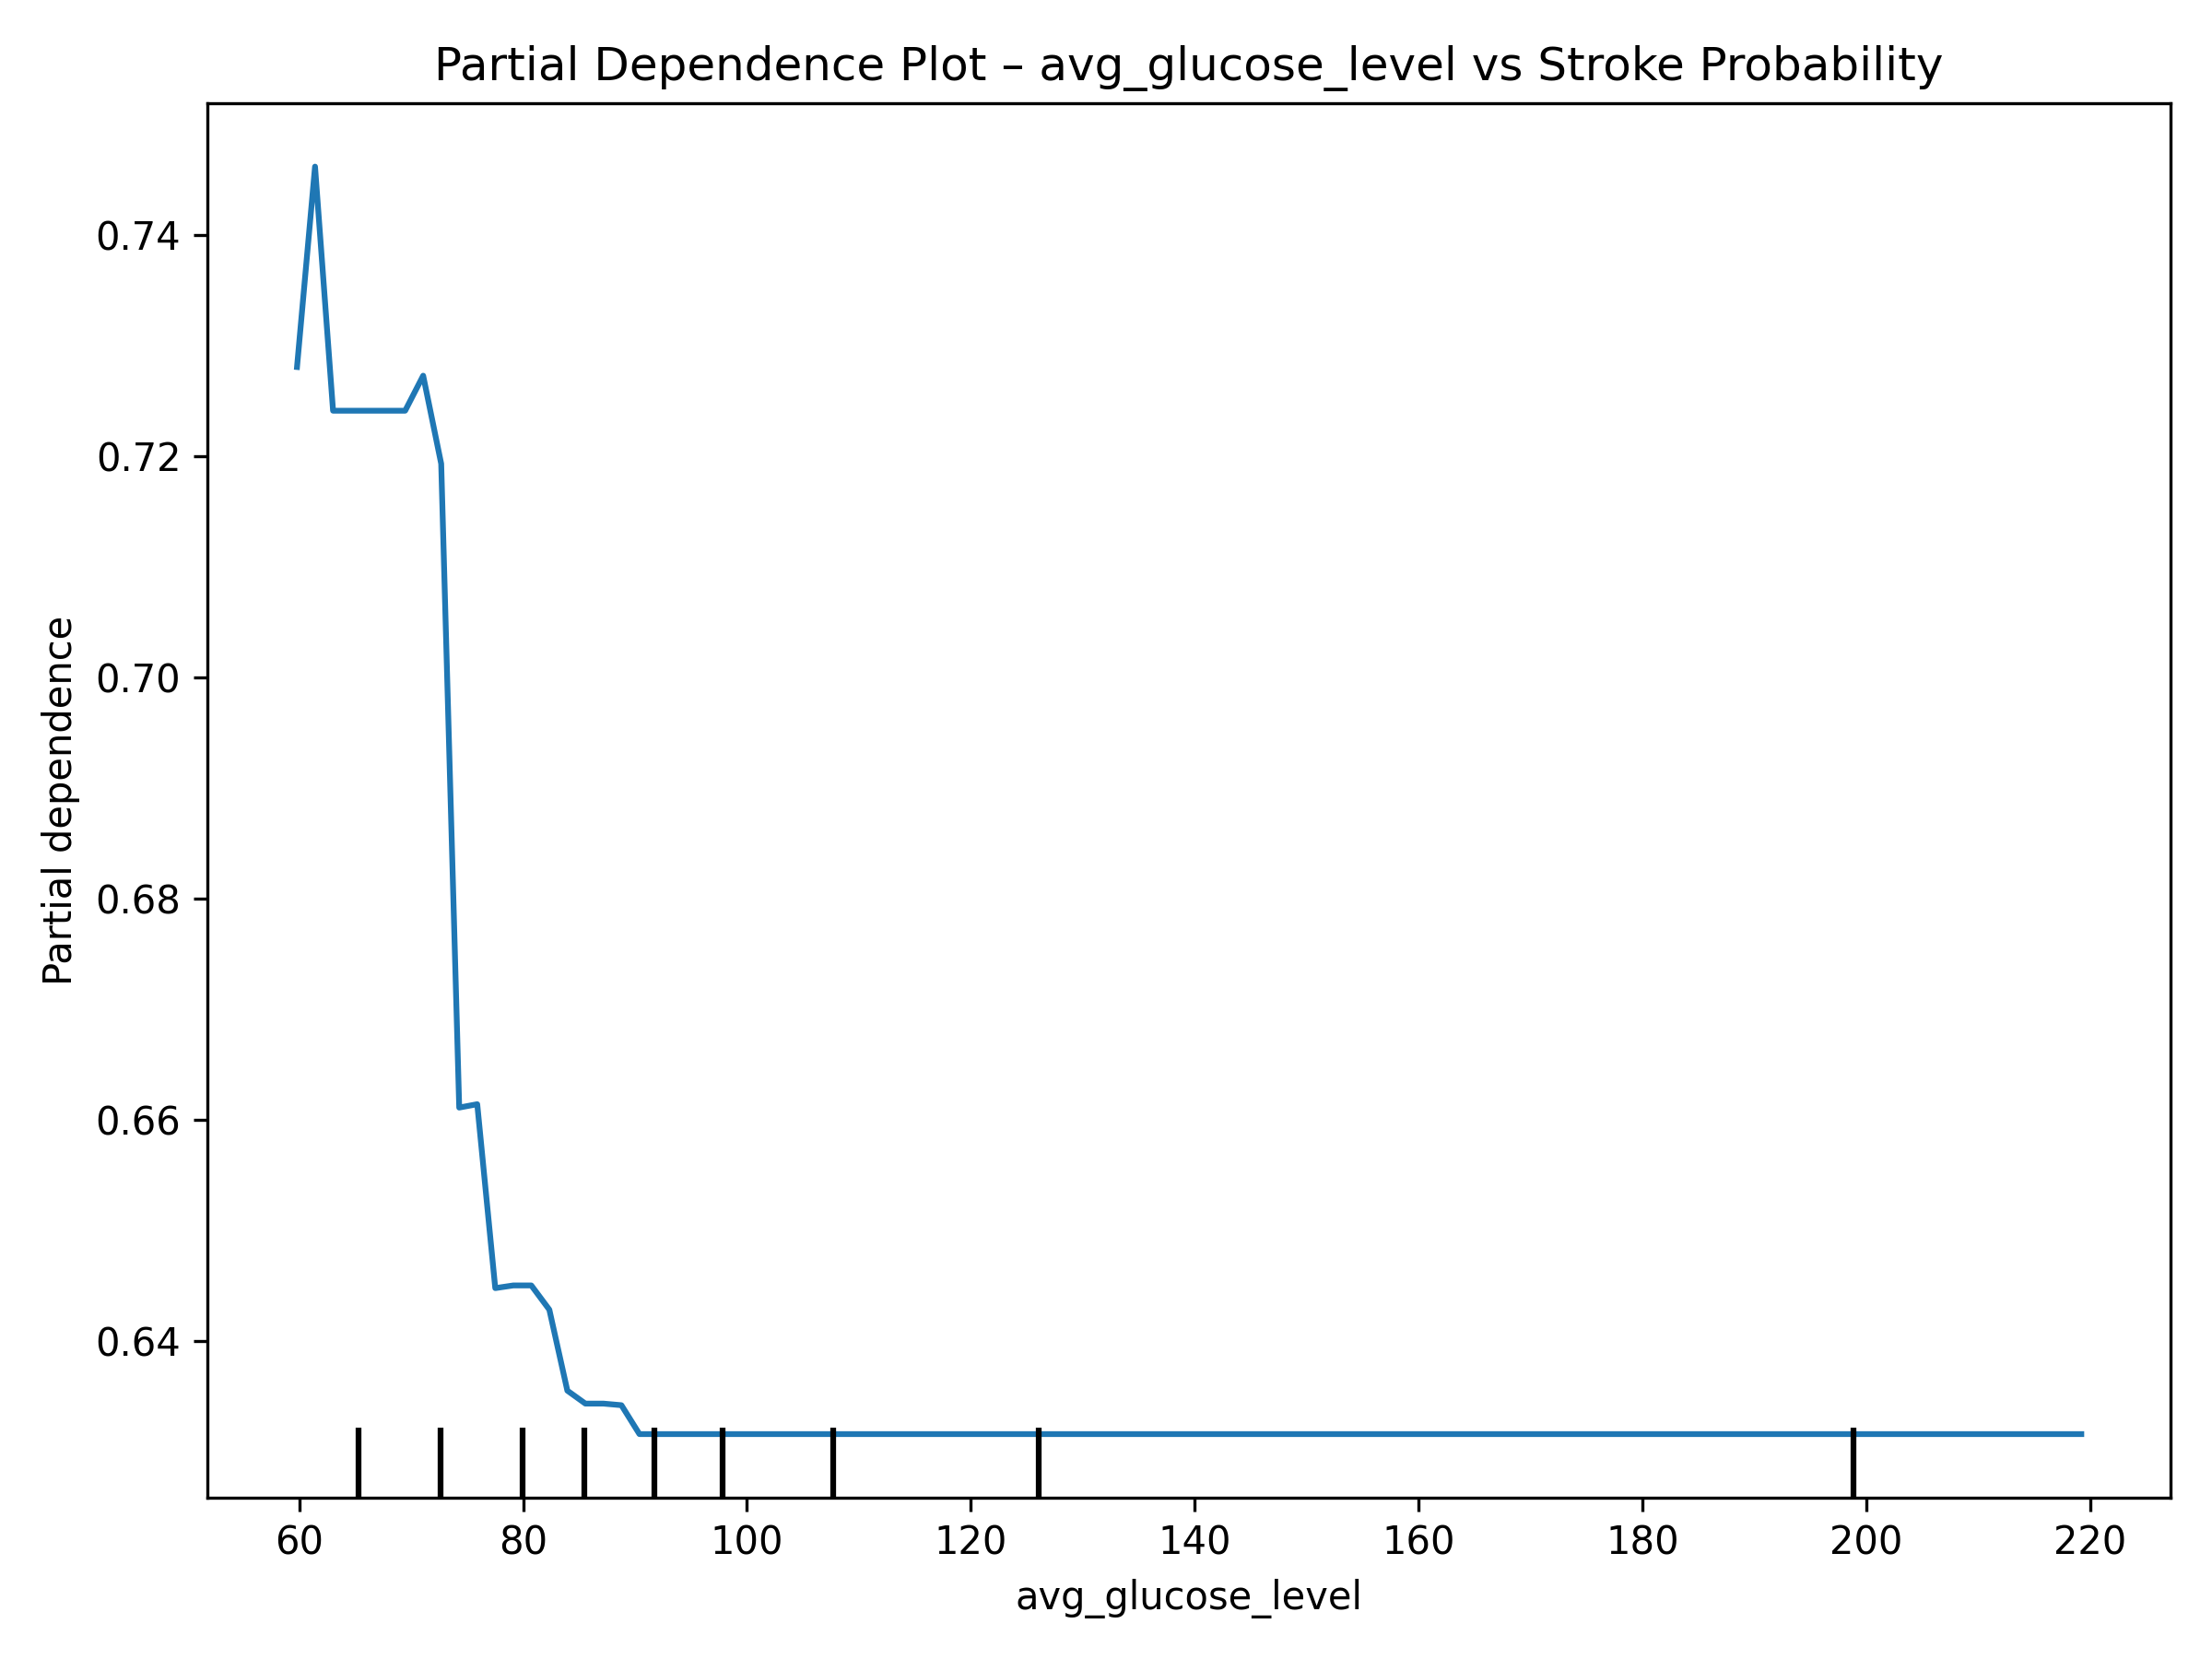 Partial Dependence Plot – avg_glucose_level vs Stroke Probability
0.74
0.72
0.70
0.68
0.66
0.64
Partial dependence
60 80 100 120 140 160 180 200 220
avg_glucose_level